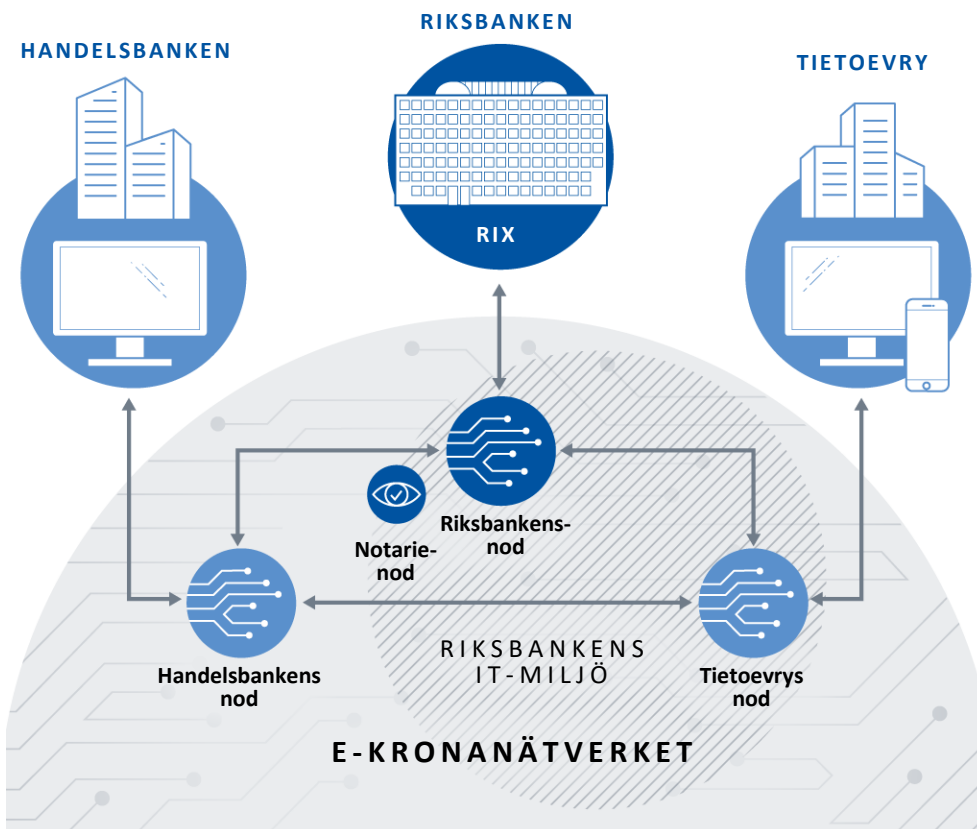 RIKSBANKEN
HANDELSBANKEN
TIETOEVRY
RIX
Riksbankens-
nod
Notarie-
nod
Handelsbankens
nod
RIKSBANKENS
IT-MILJÖ
Tietoevrys
nod
E-KRONANÄTVERKET